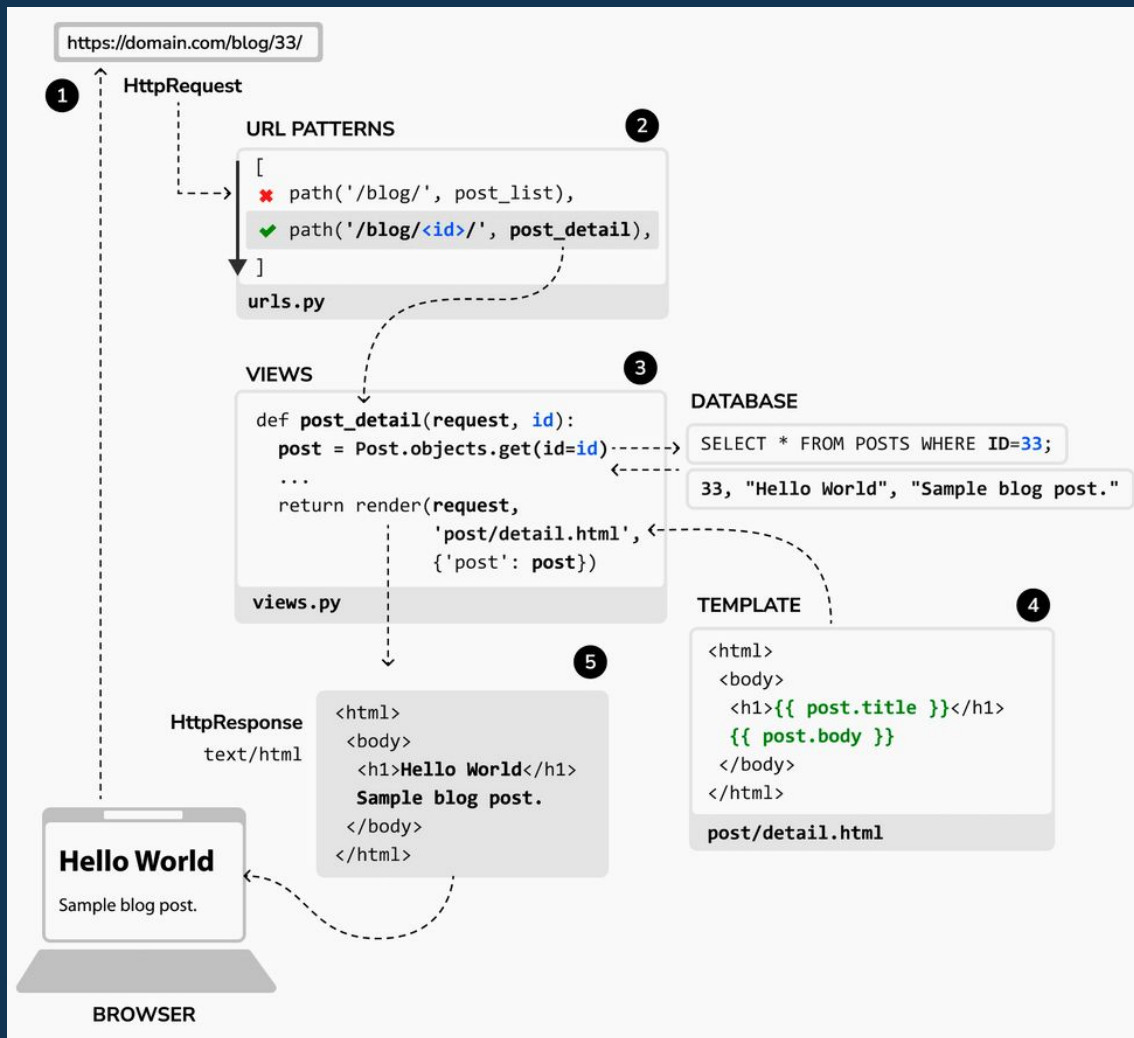 https://domain.com/blog/33/
1
HttpRequest
URL PATTERNS
2
[
path('/blog/', post_list),
path('/blog/<id>/', post_detail),
]
urls.py
VIEWS
3
def post_detail(request, id):
post = Post.objects.get(id=id)
...
return render(request,
'post/detail.html',
{'post': post})
views.py
DATABASE
SELECT * FROM POSTS WHERE ID=33;
33, "Hello World", "Sample blog post."
TEMPLATE
4
<html>
<body>
<h1>{{ post.title }}</h1>
{{ post.body }}
</body>
</html>
post/detail.html
5
HttpResponse
text/html
<html>
<body>
<h1>Hello World</h1>
Sample blog post.
</body>
</html>
Hello World
Sample blog post.
BROWSER